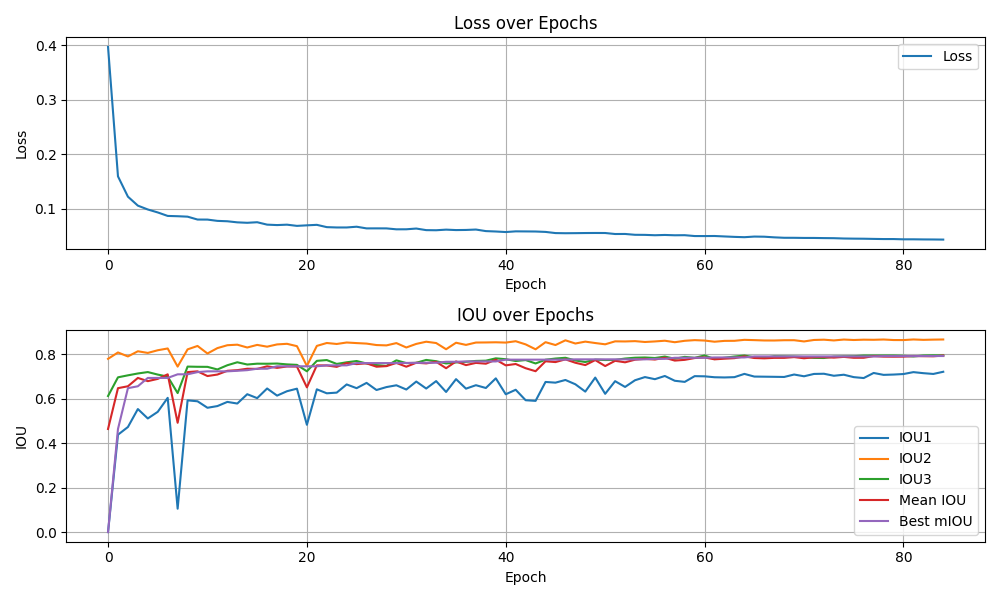 Loss over Epochs
0.4
0.3
0.2
0.1
Loss
Loss
0 20 40 60 80
Epoch
IOU over Epochs
0.8
0.6
0.4
0.2
0.0
IOU
IOU1
IOU2
IOU3
Mean IOU
Best mIOU
0 20 40 60 80
Epoch